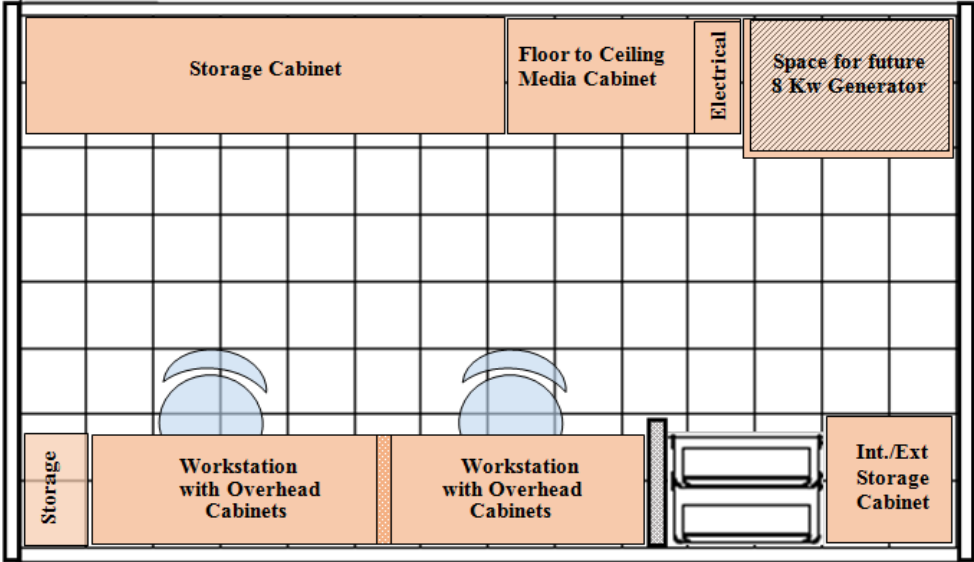 Storage Cabinet
Floor to Ceiling
Media Cabinet
Electrical
Space for future
8 Kw Generator
Storage
Workstation
with Overhead
Cabinets
Workstation
with Overhead
Cabinets
Int./Ext
Storage
Cabinet